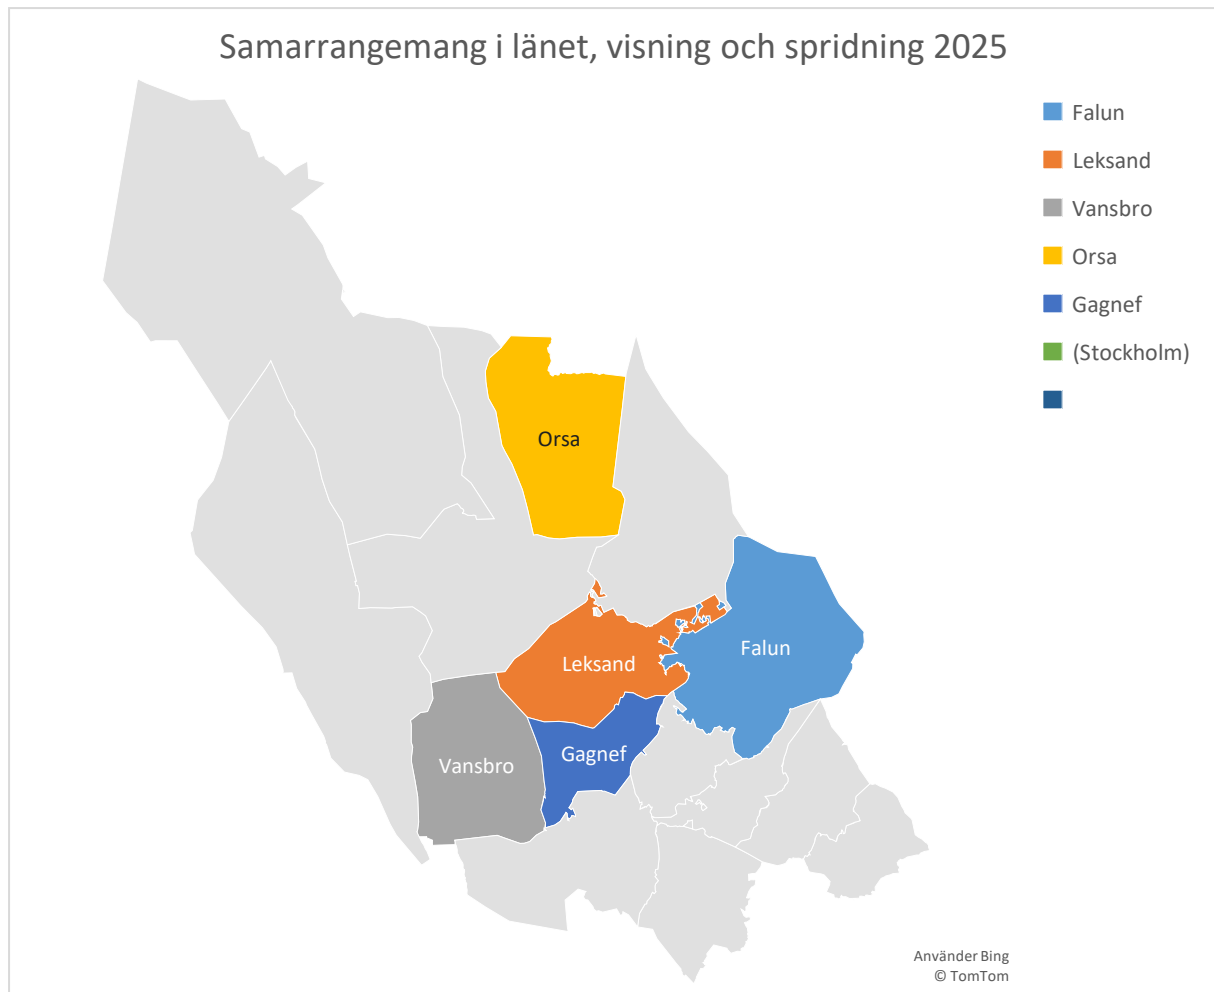 Samarrangemang i länet, visning och spridning 2025
Falun
Leksand
Vansbro
Orsa
Gagnef
(Stockholm)
Orsa
Falun
Leksand
Gagnef
Vansbro
Använder Bing
© TomTom